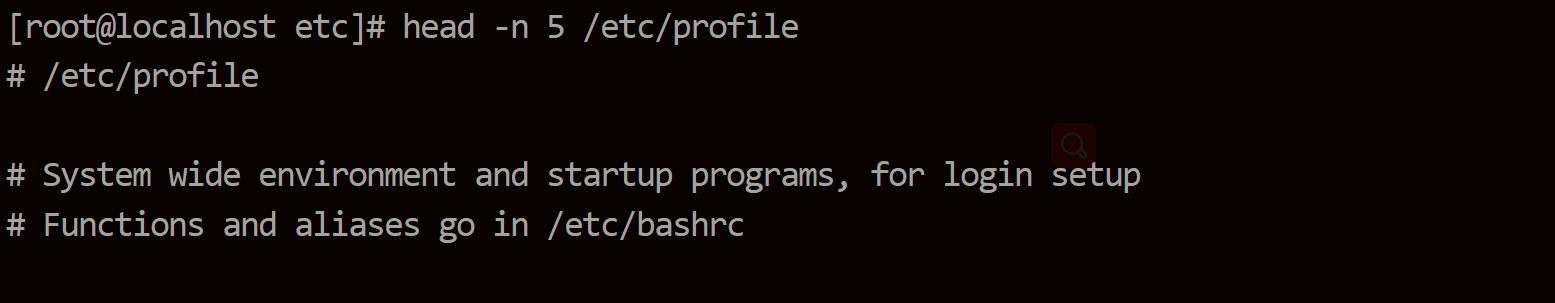 [root@localhost etc]# head -n 5 /etc/profile
# /etc/profile
# System wide environment and startup programs, for login setup
# Functions and aliases go in /etc/bashrc